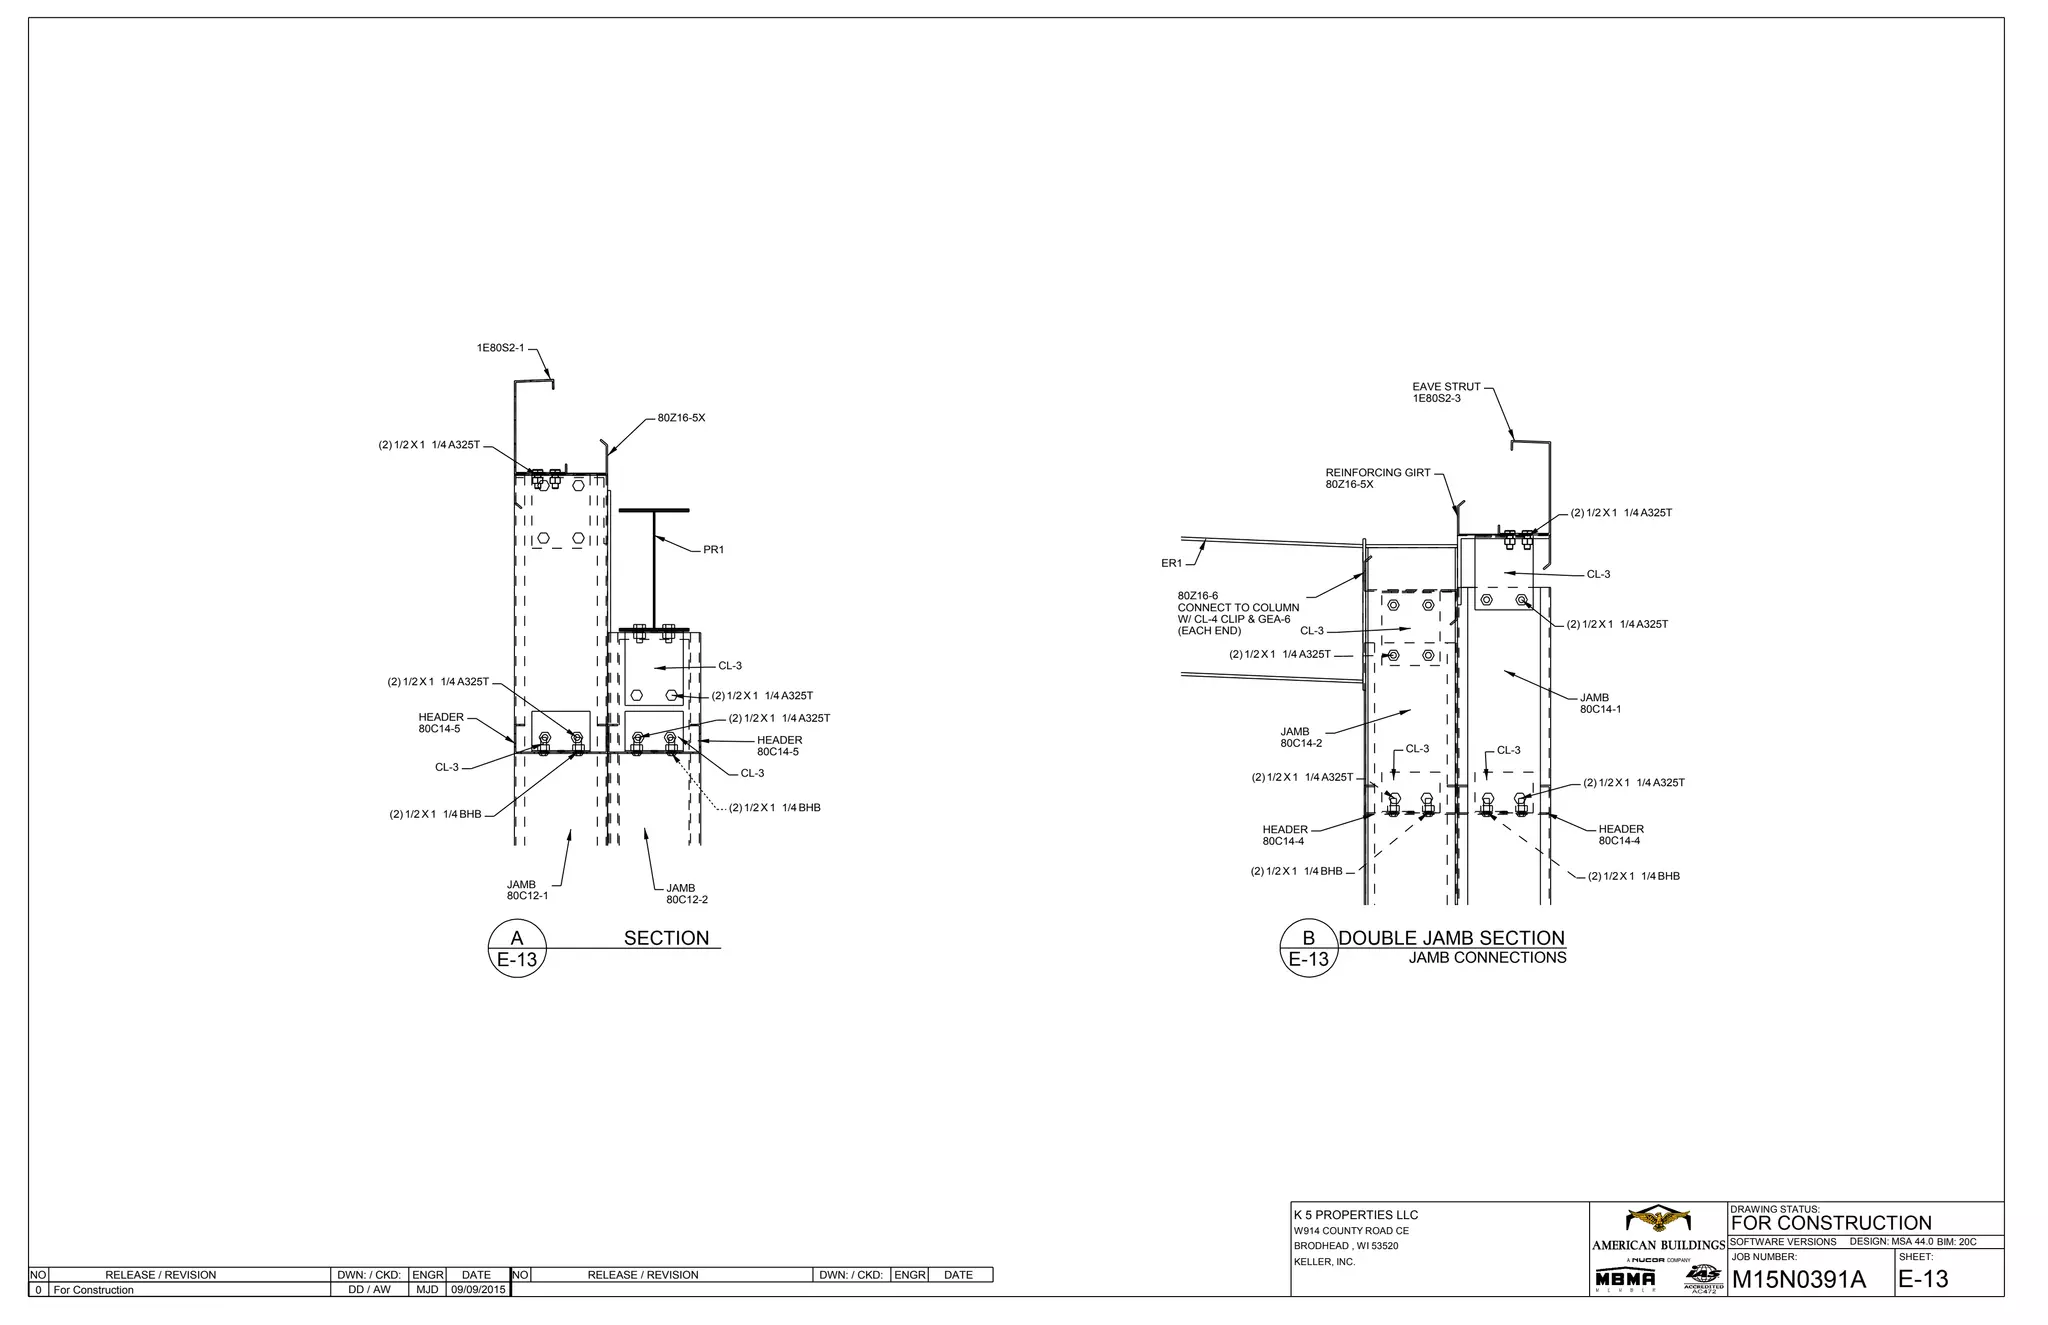 1E80S2-1
80Z16-5X
(2) 1/2 X 1 1/4 A325T
PR1
CL-3
(2) 1/2 X 1 1/4 A325T
(2) 1/2 X 1 1/4 A325T
(2) 1/2 X 1 1/4 A325T
HEADER
80C14-5
HEADER
80C14-5
CL-3
CL-3
(2) 1/2 X 1 1/4 BHB
(2) 1/2 X 1 1/4 BHB
JAMB
80C12-1
JAMB
80C12-2
A
E-13
SECTION
EAVE STRUT
1E80S2-3
REINFORCING GIRT
80Z16-5X
(2) 1/2 X 1 1/4 A325T
ER1
CL-3
80Z16-6
CONNECT TO COLUMN
W/ CL-4 CLIP & GEA-6
(EACH END)
CL-3
(2) 1/2 X 1 1/4 A325T
(2) 1/2 X 1 1/4 A325T
JAMB
80C14-1
JAMB
80C14-2
CL-3
CL-3
(2) 1/2 X 1 1/4 A325T
(2) 1/2 X 1 1/4 A325T
HEADER
80C14-4
HEADER
80C14-4
(2) 1/2 X 1 1/4 BHB
(2) 1/2 X 1 1/4 BHB
B
E-13
DOUBLE JAMB SECTION
JAMB CONNECTIONS
NO RELEASE / REVISION DWN: / CKD: ENGR DATE NO RELEASE / REVISION DWN: / CKD: ENGR DATE
0 For Construction DD / AW MJD 09/09/2015
K 5 PROPERTIES LLC
W914 COUNTY ROAD CE
BRODHEAD , WI 53520
KELLER, INC.
AMERICAN BUILDINGS
A NUCOR COMPANY
MBMA
MEMBER
IAS
ACCREDITED
AC472
DRAWING STATUS:
FOR CONSTRUCTION
SOFTWARE VERSIONS DESIGN: MSA 44.0 BIM: 20C
JOB NUMBER:
M15N0391A
SHEET:
E-13